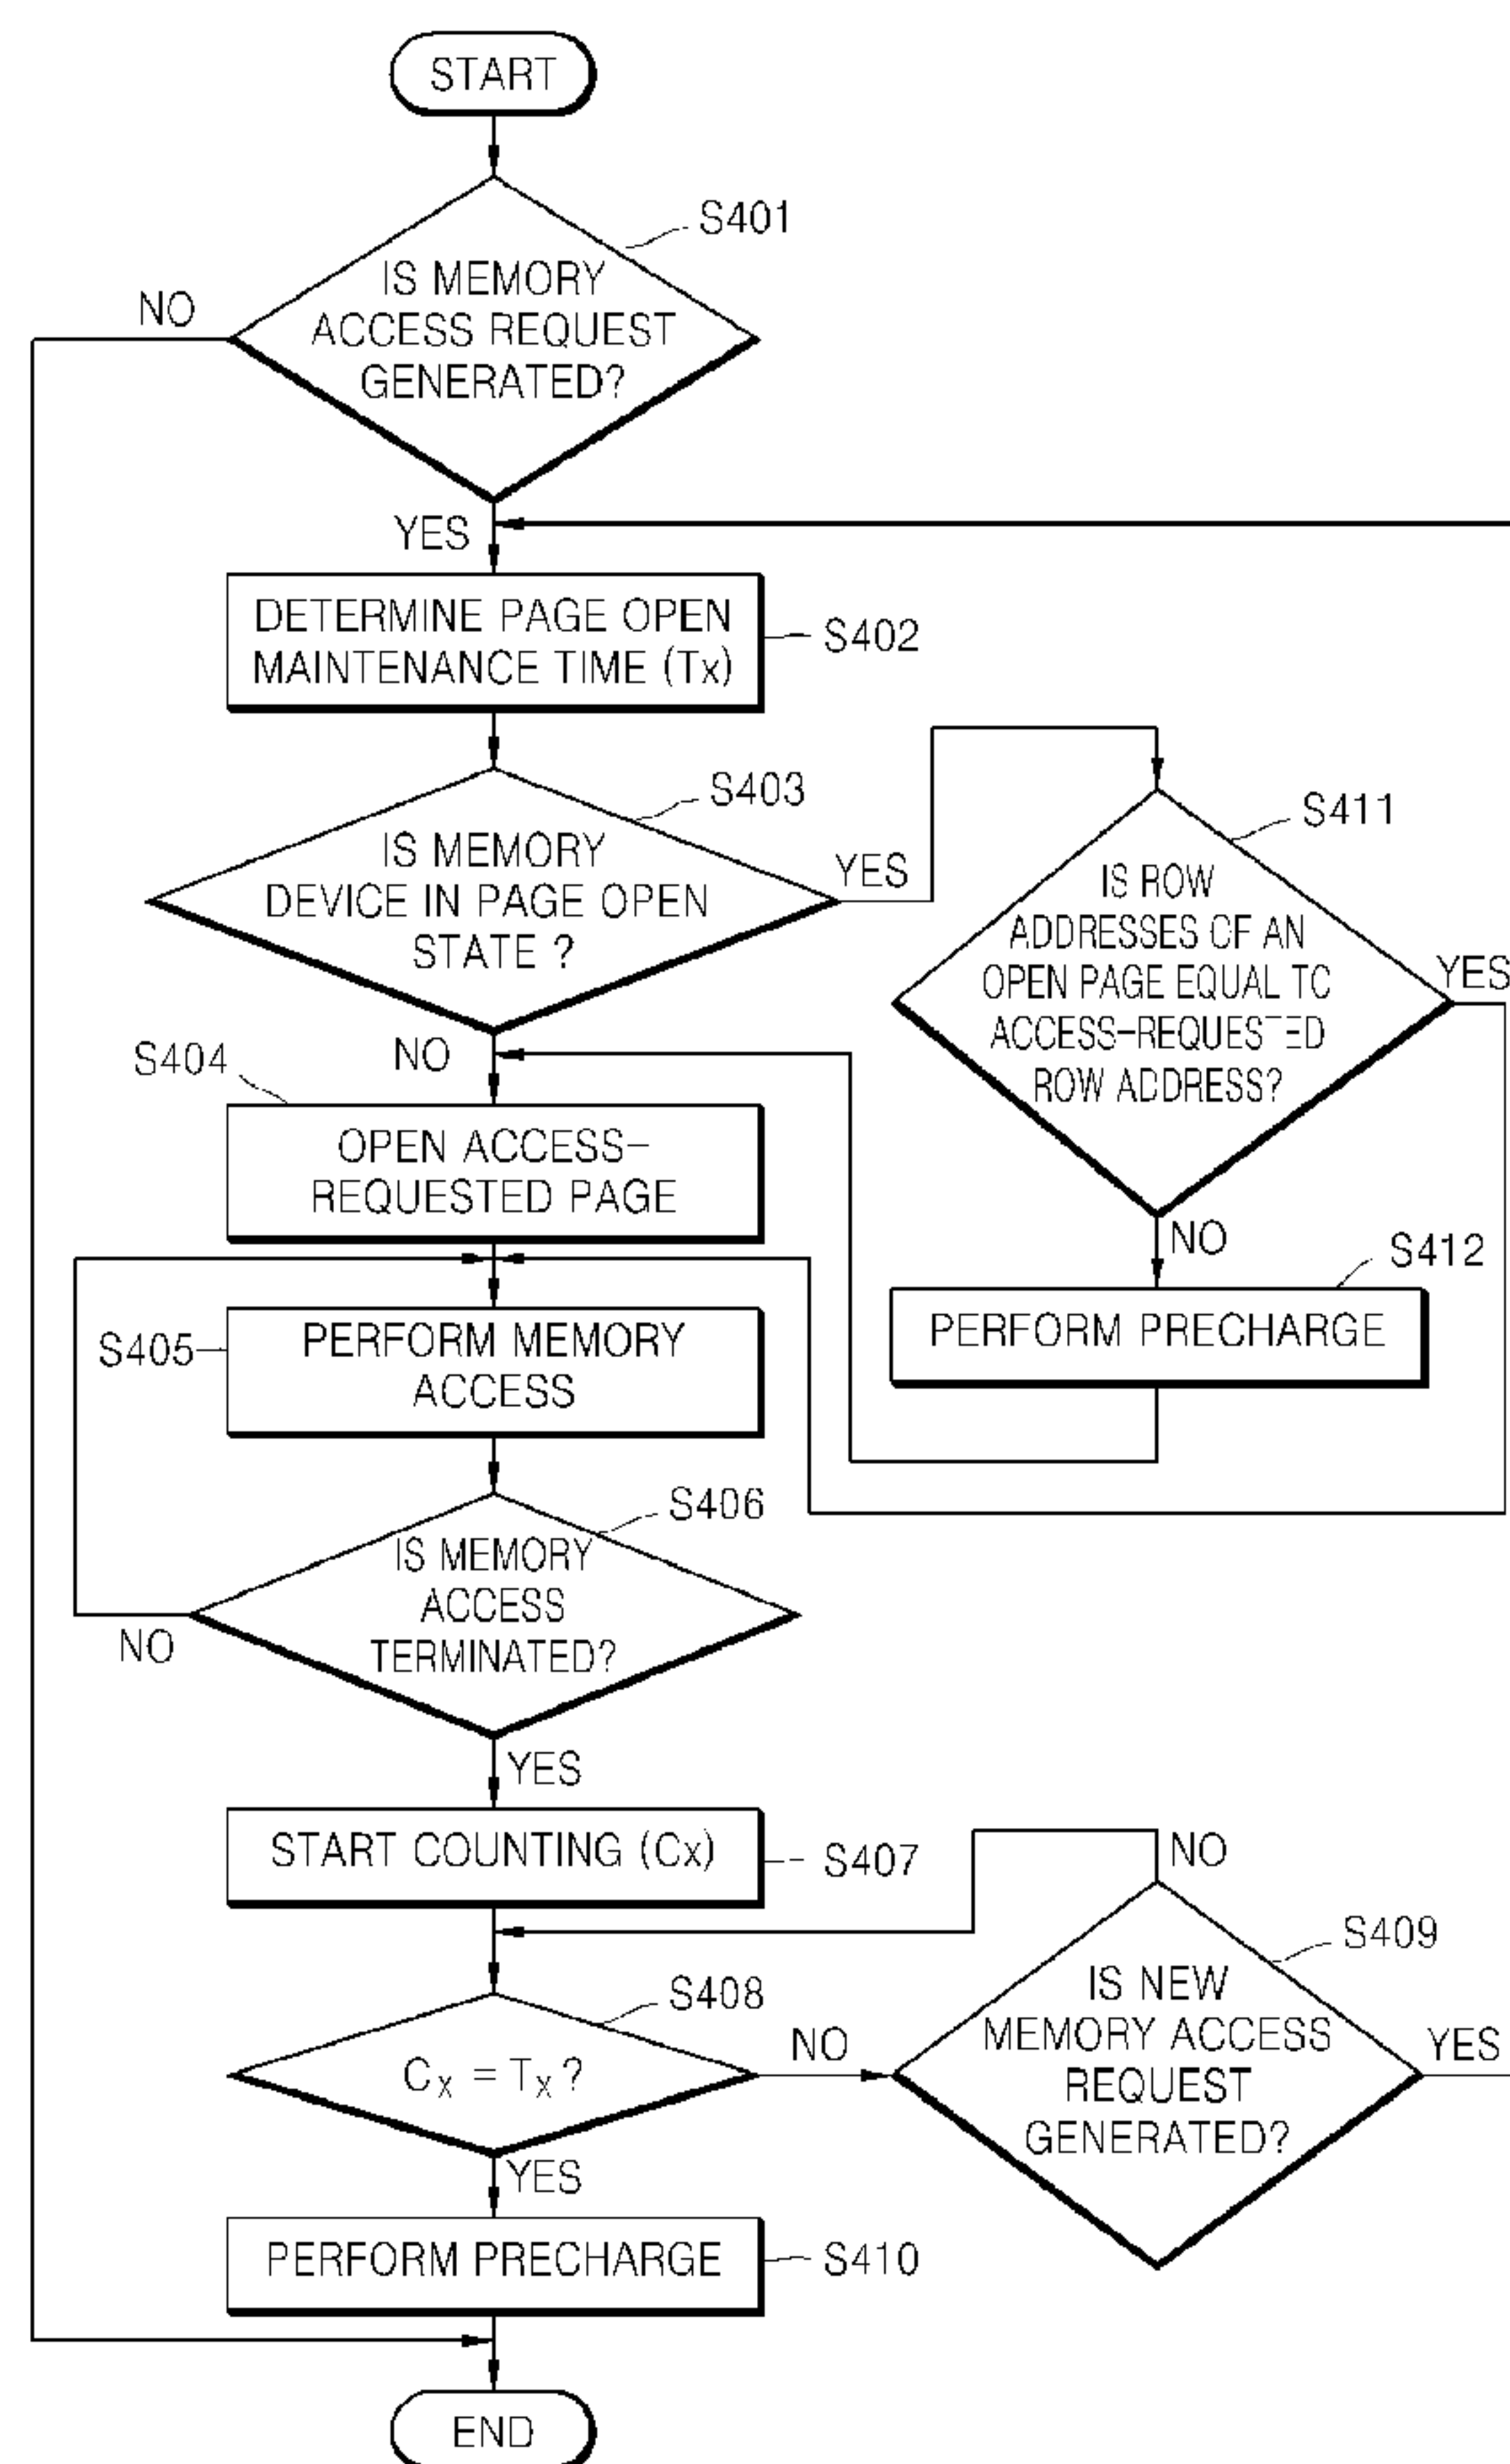 START
S401
IS MEMORY
ACCESS REQUEST
GENERATED?
NO
YES
DETERMINE PAGE OPEN
MAINTENANCE TIME (Tx)
S402
S403
IS MEMORY
DEVICE IN PAGE OPEN
STATE ?
YES
S411
IS ROW
ADDRESSES OF AN
OPEN PAGE EQUAL TO
ACCESS-REQUESTED
ROW ADDRESS?
YES
NO
S404
OPEN ACCESS-
REQUESTED PAGE
NO
S412
PERFORM PRECHARGE
S405
PERFORM MEMORY
ACCESS
S406
IS MEMORY
ACCESS
TERMINATED?
NO
YES
START COUNTING (Cx)
S407
NO
S409
IS NEW
MEMORY ACCESS
REQUEST
GENERATED?
YES
S408
Cx = Tx ?
NO
YES
PERFORM PRECHARGE
S410
END